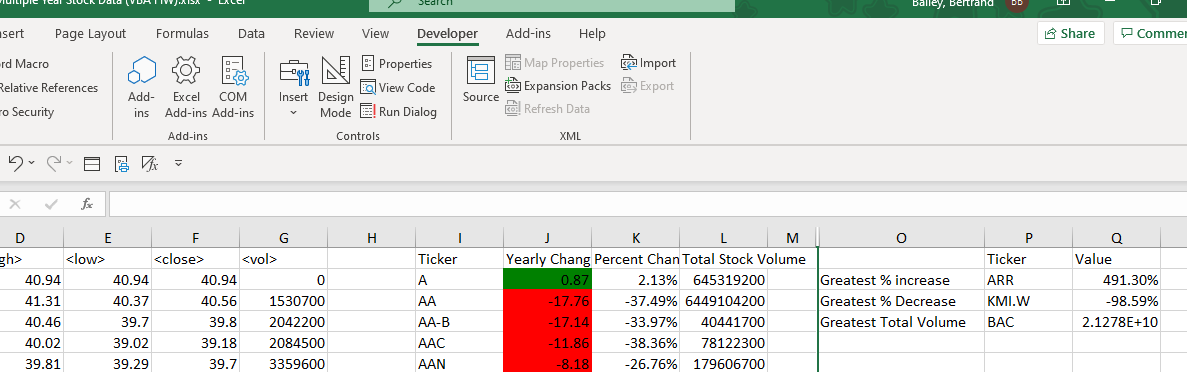 Multiple Year Stock Data (VBA HW).xlsx - Excel Search Bailey, Bertrand BB
nsert Page Layout Formulas Data Review View Developer Add-ins Help Share Commer
ord Macro
Relative References
ro Security
Add-ins
Excel Add-ins
COM Add-ins
Add-ins
Insert
Design Mode
Properties
View Code
Run Dialog
Controls
Source
Map Properties
Expansion Packs
Refresh Data
Import
Export
XML
fx
D E F G H I J K L M O P Q
gh> <low> <close> <vol> Ticker Yearly Chang Percent Chan Total Stock Volume Ticker Value
40.94 40.94 40.94 0 A 0.87 2.13% 645319200 Greatest % increase ARR 491.30%
41.31 40.37 40.56 1530700 AA -17.76 -37.49% 6449104200 Greatest % Decrease KMI.W -98.59%
40.46 39.7 39.8 2042200 AA-B -17.14 -33.97% 40441700 Greatest Total Volume BAC 2.1278E+10
40.02 39.02 39.18 2084500 AAC -11.86 -38.36% 78122300
39.81 39.29 39.7 3359600 AAN -8.18 -26.76% 179606700